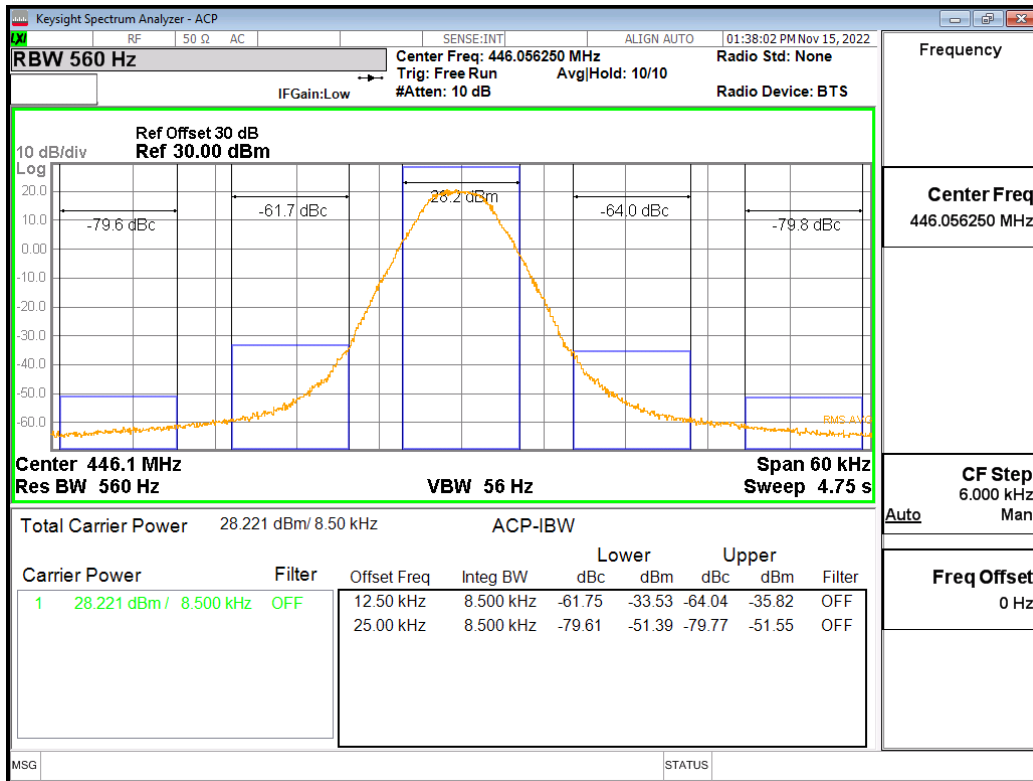 Keysight Spectrum Analyzer - ACP
LXI RF 50 Ω AC SENSE:INT ALIGN AUTO 01:38:02 PM Nov 15, 2022
RBW 560 Hz
Center Freq: 446.056250 MHz Radio Std: None
Trig: Free Run Avg|Hold: 10/10
IFGain:Low #Atten: 10 dB Radio Device: BTS
Ref Offset 30 dB
10 dB/div Ref 30.00 dBm
Log
20.0
10.0
0.00
-10.0
-20.0
-30.0
-40.0
-50.0
-60.0
-79.6 dBc
-61.7 dBc
28.2 dBm
-64.0 dBc
-79.8 dBc
RMS AVG
Center 446.1 MHz Span 60 kHz
Res BW 560 Hz VBW 56 Hz Sweep 4.75 s
Total Carrier Power 28.221 dBm/ 8.50 kHz ACP-IBW
Lower Upper
Carrier Power Filter Offset Freq Integ BW dBc dBm dBc dBm Filter
1 28.221 dBm / 8.500 kHz OFF 12.50 kHz 8.500 kHz -61.75 -33.53 -64.04 -35.82 OFF
25.00 kHz 8.500 kHz -79.61 -51.39 -79.77 -51.55 OFF
MSG STATUS
Frequency
Center Freq
446.056250 MHz
CF Step
6.000 kHz
Auto Man
Freq Offset
0 Hz